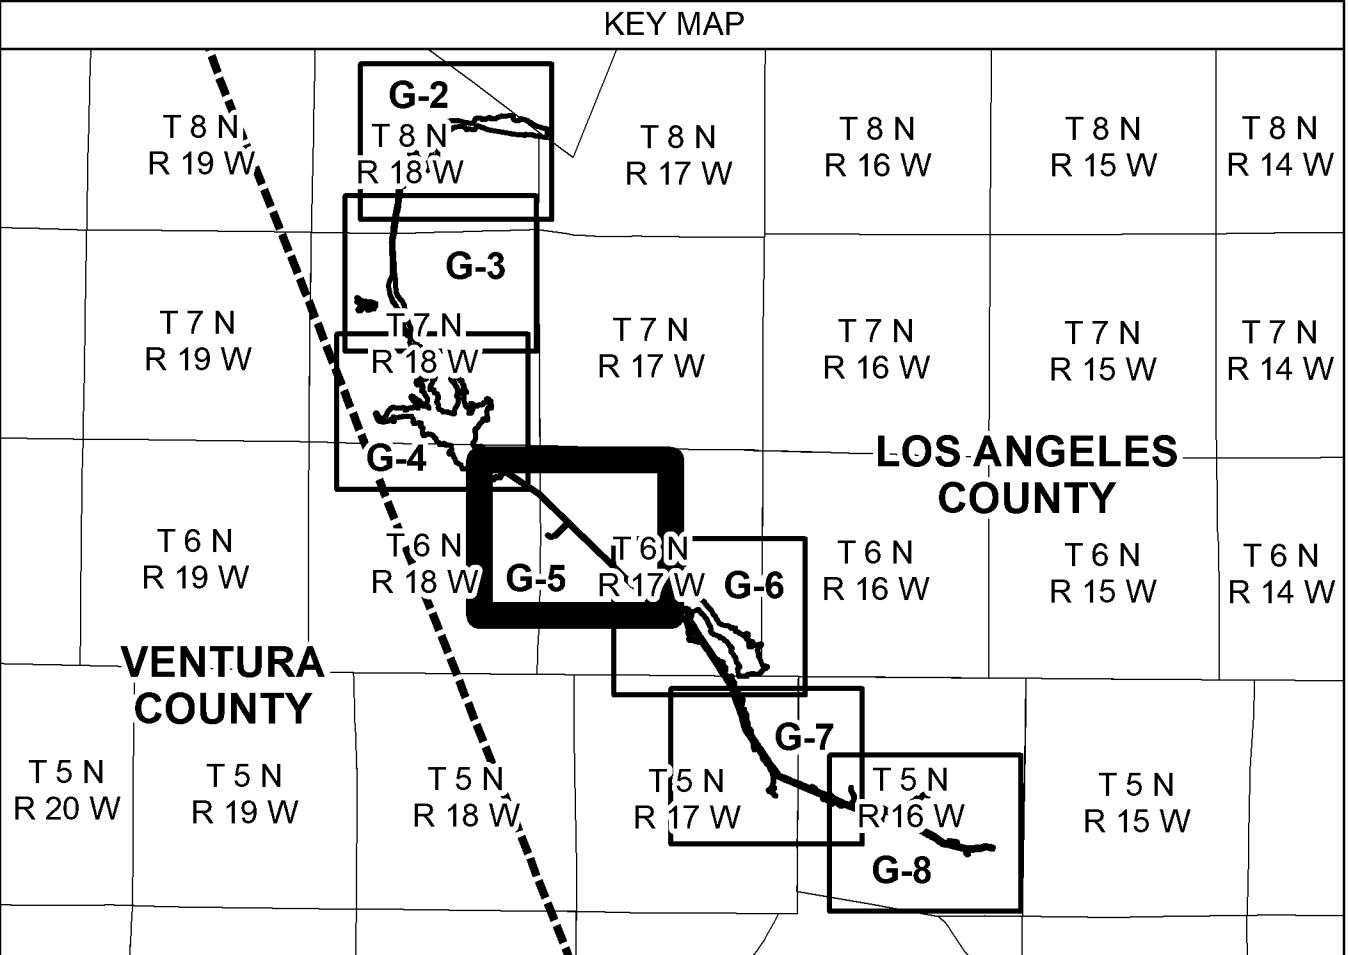 KEY MAP
G-2
T 8 N
R 19 W
T 8 N
R 18 W
T 8 N
R 17 W
T 8 N
R 16 W
T 8 N
R 15 W
T 8 N
R 14 W
G-3
T 7 N
R 19 W
T 7 N
R 18 W
T 7 N
R 17 W
T 7 N
R 16 W
T 7 N
R 15 W
T 7 N
R 14 W
G-4
LOS ANGELES
COUNTY
T 6 N
R 19 W
T 6 N
R 18 W
G-5
T 6 N
R 17 W
G-6
T 6 N
R 16 W
T 6 N
R 15 W
T 6 N
R 14 W
VENTURA
COUNTY
G-7
T 5 N
R 20 W
T 5 N
R 19 W
T 5 N
R 18 W
T 5 N
R 17 W
T 5 N
R 16 W
T 5 N
R 15 W
G-8